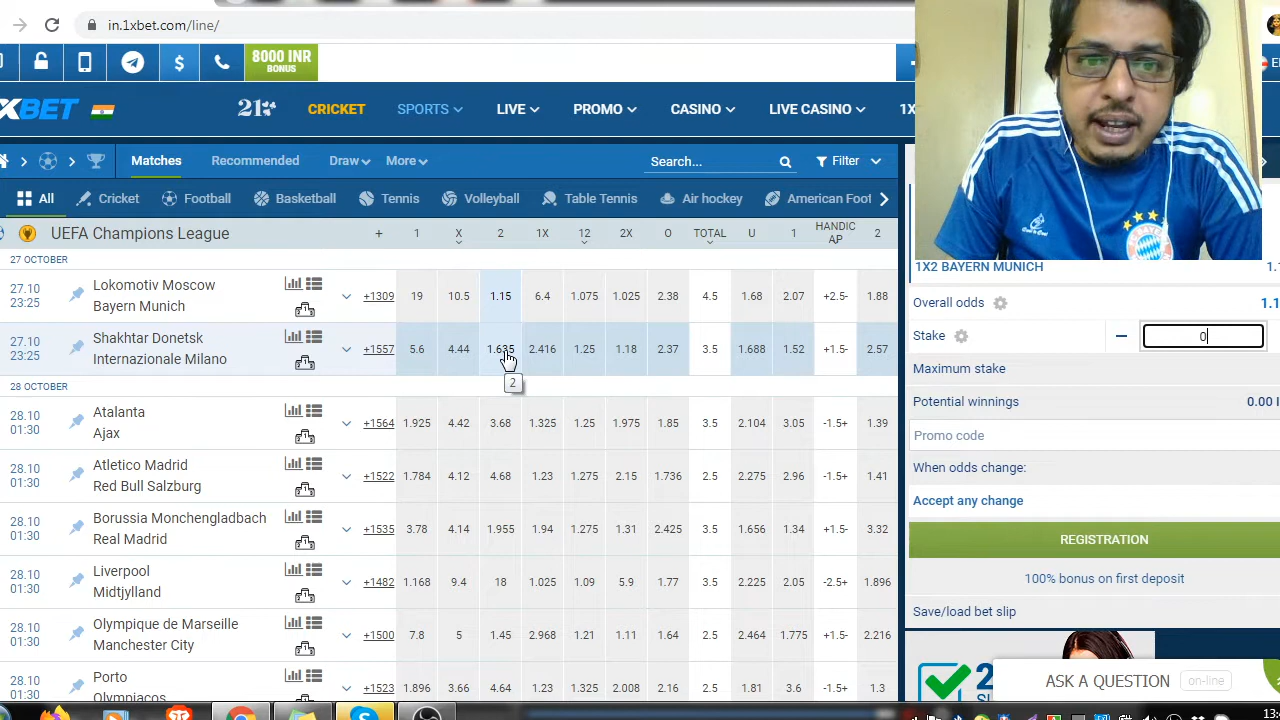 in.1xbet.com/line/
8000 INR
BONUS
XBET
21
CRICKET SPORTS LIVE PROMO CASINO LIVE CASINO
Matches Recommended Draw More Search... Filter
All Cricket Football Basketball Tennis Volleyball Table Tennis Air hockey American Foot
UEFA Champions League + 1 X 2 1X 12 2X O TOTAL U 1 HANDIC AP 2
27 OCTOBER
27.10 23:25 Lokomotiv Moscow Bayern Munich +1309 19 10.5 1.15 6.4 1.075 1.025 2.38 4.5 1.68 2.07 +2.5- 1.88
27.10 23:25 Shakhtar Donetsk Internazionale Milano +1557 5.6 4.44 2.416 1.25 1.18 2.37 3.5 1.688 1.52 +1.5- 2.57
2
28 OCTOBER
28.10 01:30 Atalanta Ajax +1564 1.925 4.42 3.68 1.325 1.25 1.975 1.85 3.5 2.104 3.05 -1.5+ 1.39
28.10 01:30 Atletico Madrid Red Bull Salzburg +1522 1.784 4.12 4.68 1.23 1.275 2.15 1.736 2.5 2.275 2.96 -1.5+ 1.41
28.10 01:30 Borussia Monchengladbach Real Madrid +1535 3.78 4.14 1.955 1.94 1.275 1.31 2.425 3.5 1.656 1.34 +1.5- 3.32
28.10 01:30 Liverpool Midtjylland +1482 1.168 9.4 18 1.025 1.09 5.9 1.77 3.5 2.225 2.05 -2.5+ 1.896
28.10 01:30 Olympique de Marseille Manchester City +1500 7.8 5 1.45 2.968 1.21 1.11 1.64 2.5 2.464 1.775 +1.5- 2.216
28.10 01:30 Porto Olympiacos +1523 1.896 3.66 4.64 1.23 1.325 2.008 2.16 2.5 1.81 3.6 -1.5+ 1.3
BAYERN
1X2 BAYERN MUNICH
Overall odds 1.1
Stake 0
Maximum stake
Potential winnings 0.00
Promo code
When odds change:
Accept any change
REGISTRATION
100% bonus on first deposit
Save/load bet slip
ASK A QUESTION on-line